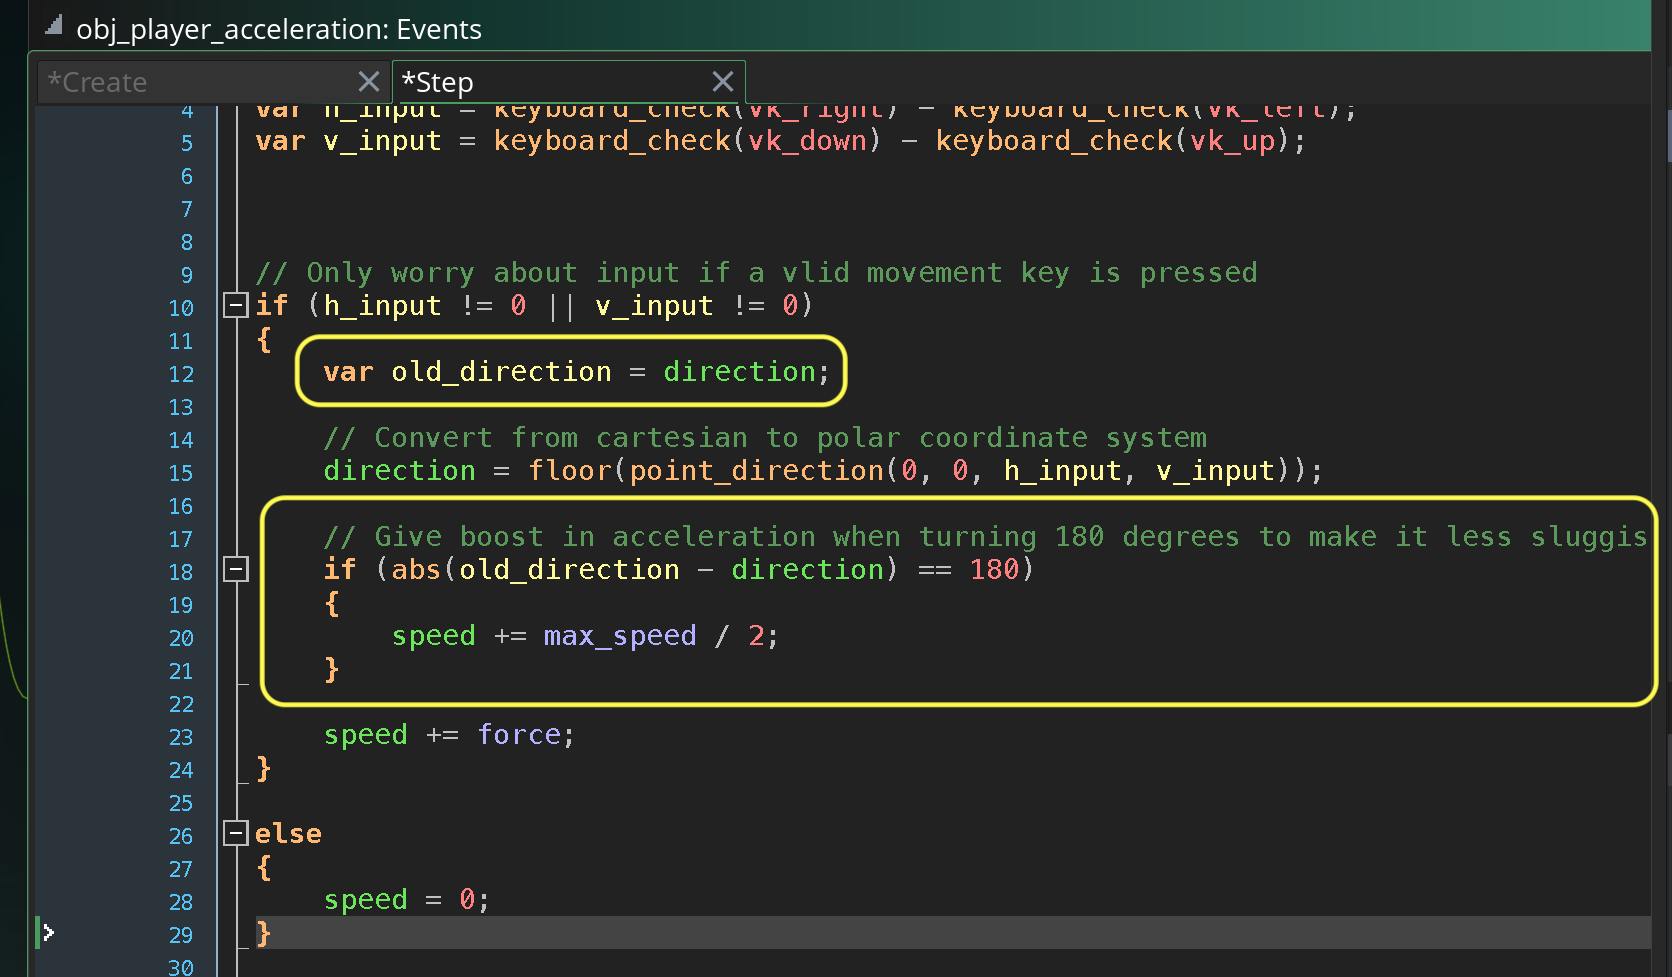 obj_player_acceleration: Events
*Create
*Step
4 var h_input = keyboard_check(vk_right) - keyboard_check(vk_left);
5 var v_input = keyboard_check(vk_down) - keyboard_check(vk_up);
6
7
8
9 // Only worry about input if a vlid movement key is pressed
10 if (h_input != 0 || v_input != 0)
11 {
12 var old_direction = direction;
13
14 // Convert from cartesian to polar coordinate system
15 direction = floor(point_direction(0, 0, h_input, v_input));
16
17 // Give boost in acceleration when turning 180 degrees to make it less sluggis
18 if (abs(old_direction - direction) == 180)
19 {
20 speed += max_speed / 2;
21 }
22
23 speed += force;
24 }
25
26 else
27 {
28 speed = 0;
29 }
30